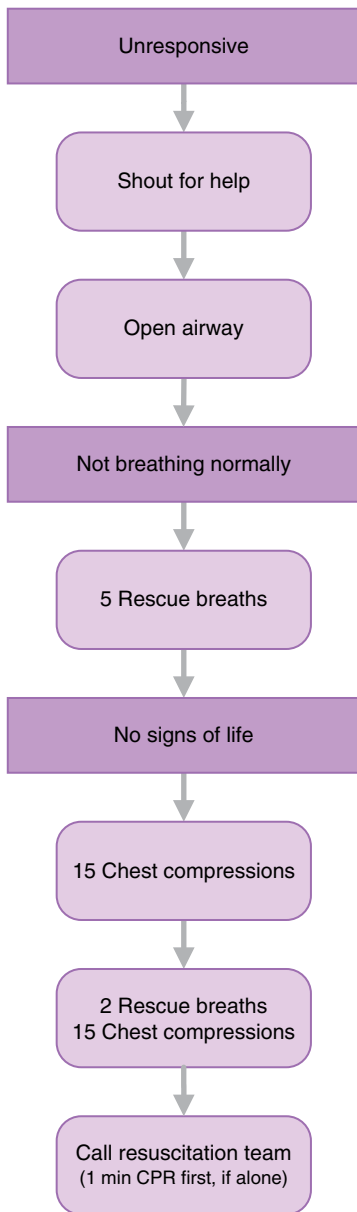 Unresponsive
Shout for help
Open airway
Not breathing normally
5 Rescue breaths
No signs of life
15 Chest compressions
2 Rescue breaths
15 Chest compressions
Call resuscitation team
(1 min CPR first, if alone)